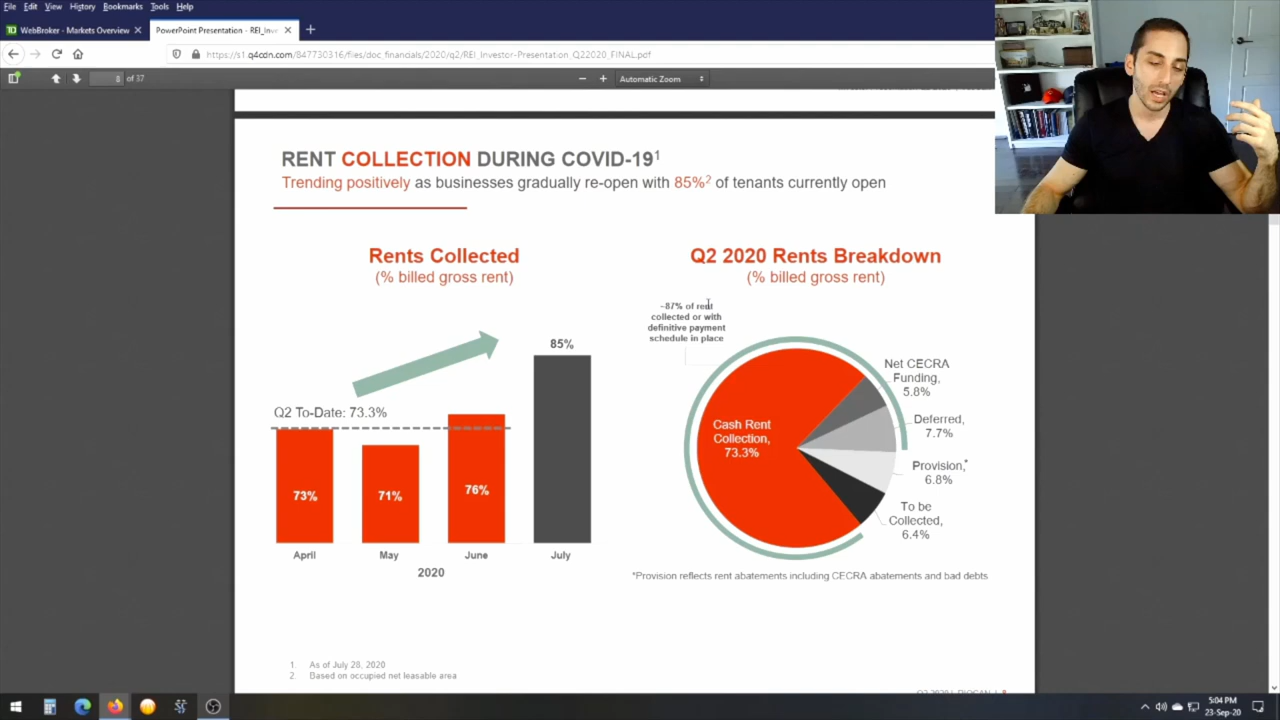 File Edit View History Bookmarks Tools Help
WebBroker - Markets Overview
PowerPoint Presentation - REI_Inv
https://s1.q4cdn.com/847730316/files/doc_financials/2020/q2/REI_Investor-Presentation_Q22020_FINAL.pdf
8 of 37
Automatic Zoom
RENT COLLECTION DURING COVID-19¹
Trending positively as businesses gradually re-open with 85%² of tenants currently open
Rents Collected
(% billed gross rent)
85%
Q2 To-Date: 73.3%
73%
71%
76%
April
May
June
July
2020
Q2 2020 Rents Breakdown
(% billed gross rent)
~87% of rent
collected or with
definitive payment
schedule in place
Net CECRA
Funding,
5.8%
Cash Rent
Collection,
73.3%
Deferred,
7.7%
Provision,*
6.8%
To be
Collected,
6.4%
*Provision reflects rent abatements including CECRA abatements and bad debts
1. As of July 28, 2020
2. Based on occupied net leasable area
5:04 PM
23-Sep-20